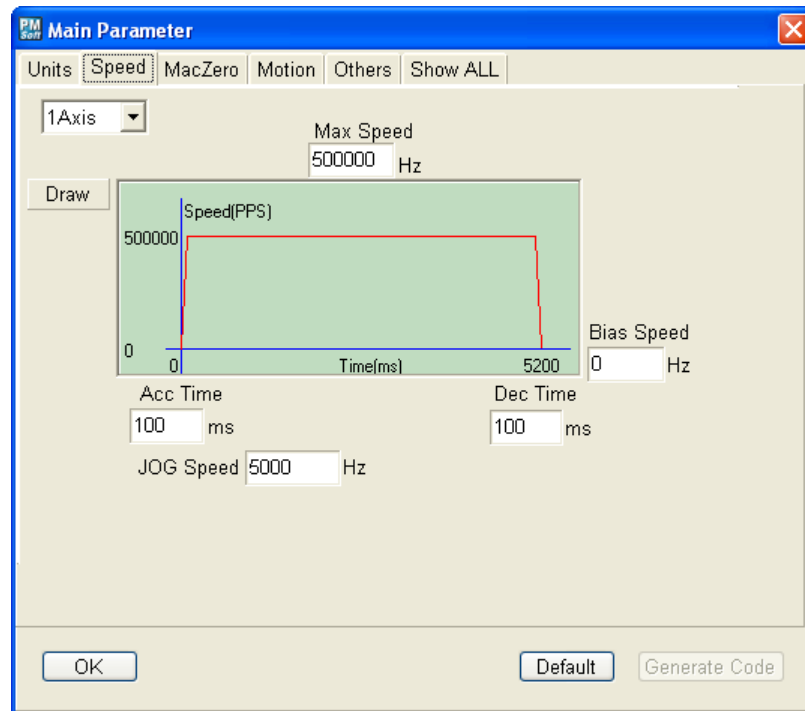 PM Soft Main Parameter
Units Speed MacZero Motion Others Show ALL
1Axis
Max Speed
500000 Hz
Draw
Speed(PPS)
500000
0
0 Time(ms) 5200
Bias Speed
0 Hz
Acc Time
100 ms
Dec Time
100 ms
JOG Speed 5000 Hz
OK Default Generate Code